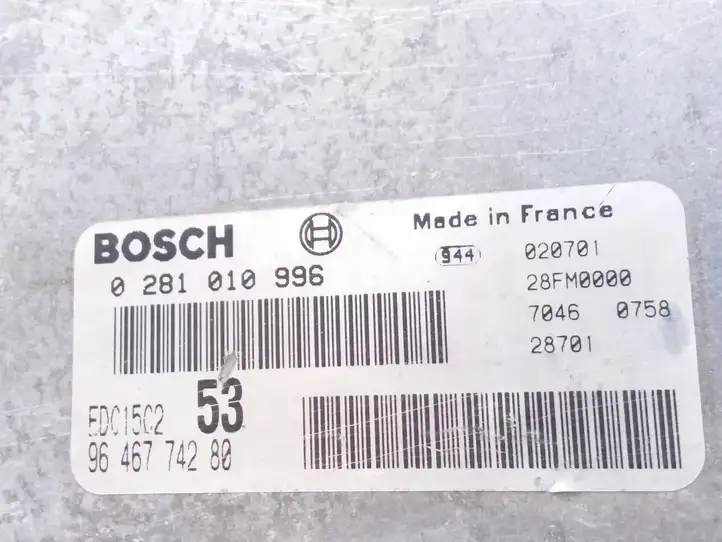 BOSCH
Made in France
0 281 010 996
944
020701
28FM0000
7046 0758
28701
EDC15C2
53
96 467 742 80